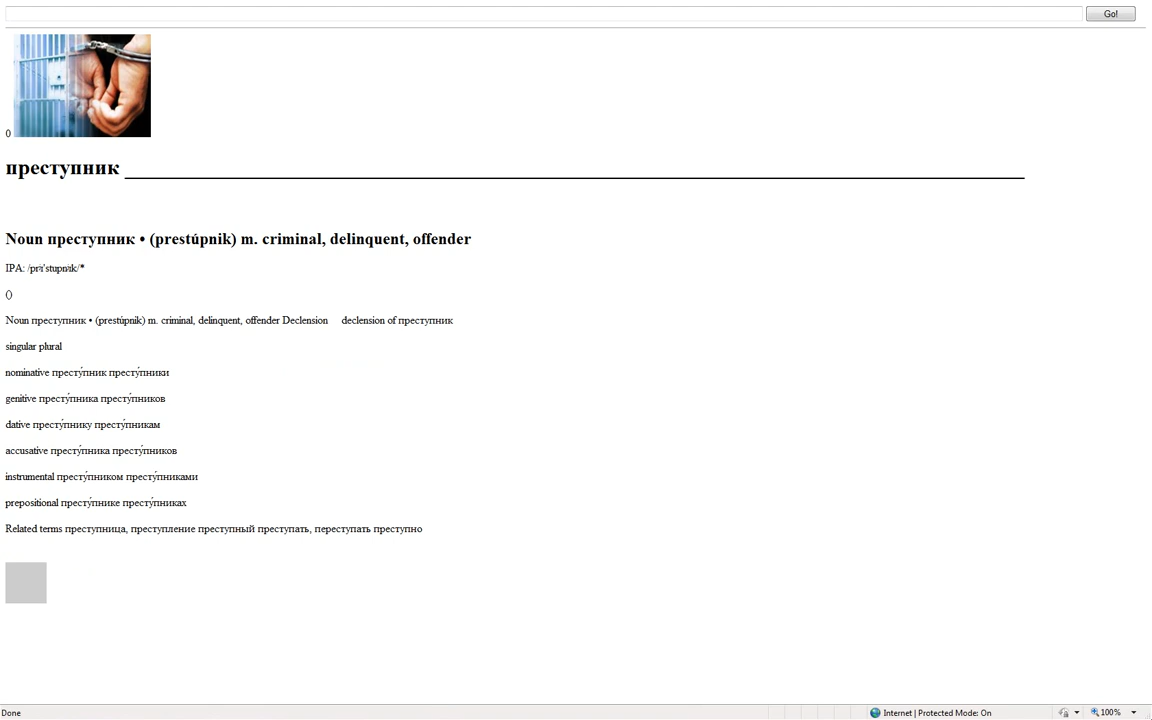 Go!
0
преступник
Noun преступник • (prestúpnik) m. criminal, delinquent, offender
IPA: /prʲɪˈstupnʲɪk/*
()
Noun преступник • (prestúpnik) m. criminal, delinquent, offender Declension declension of преступник
singular plural
nominative престу́пник престу́пники
genitive престу́пника престу́пников
dative престу́пнику престу́пникам
accusative престу́пника престу́пников
instrumental престу́пником престу́пниками
prepositional престу́пнике престу́пниках
Related terms преступница, преступление преступный преступать, переступать преступно
Done Internet | Protected Mode: On 100%